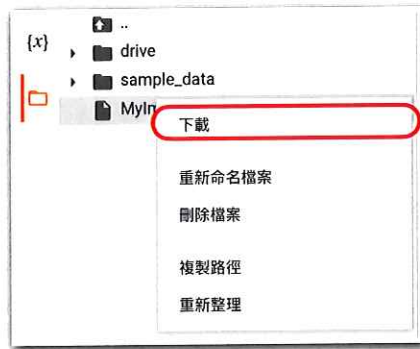 {x}
..
drive
sample_data
MyIn
下載
重新命名檔案
刪除檔案
複製路徑
重新整理